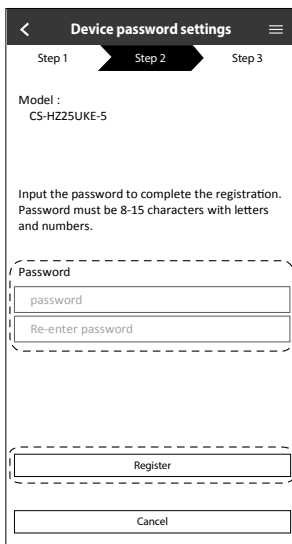 Device password settings
Step 1 Step 2 Step 3
Model :
CS-HZ25UKE-5
Input the password to complete the registration.
Password must be 8-15 characters with letters
and numbers.
Password
password
Re-enter password
Register
Cancel